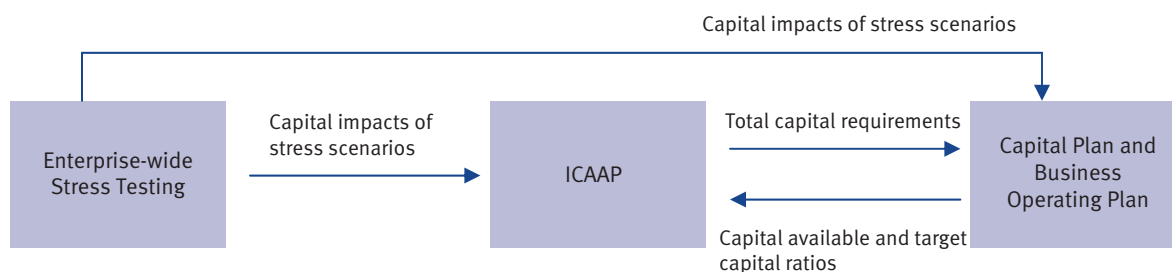 Capital impacts of stress scenarios
Enterprise-wide
Stress Testing
Capital impacts of
stress scenarios
ICAAP
Total capital requirements
Capital available and target
capital ratios
Capital Plan and
Business
Operating Plan